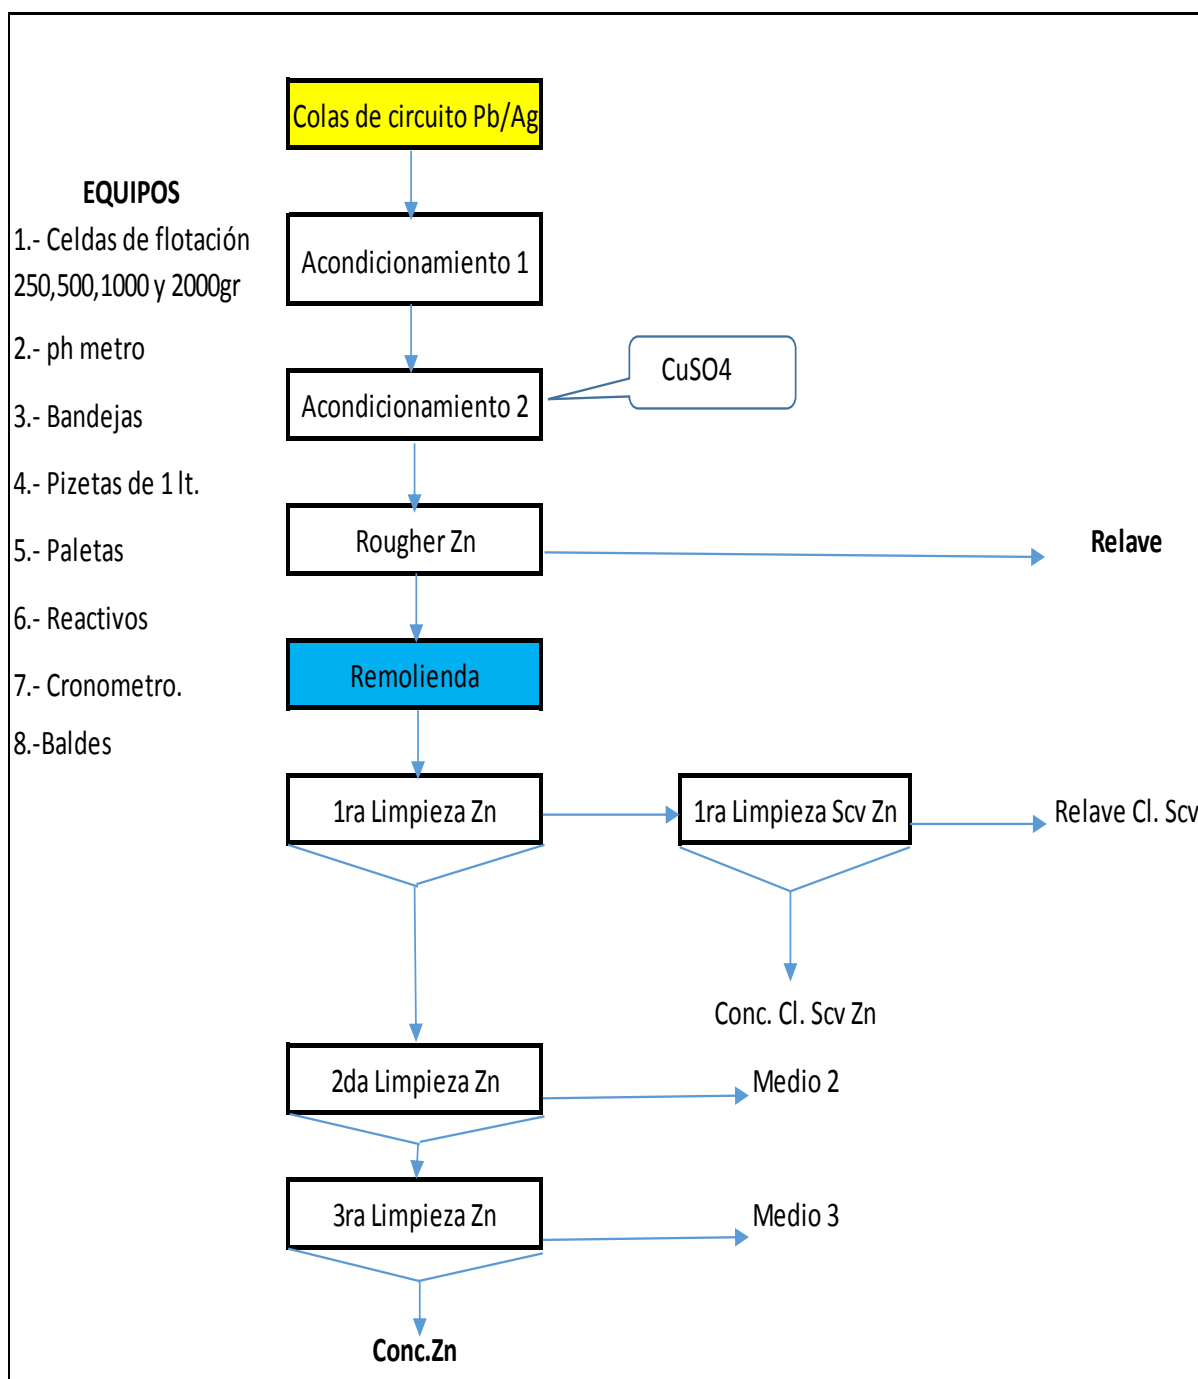 Colas de circuito Pb/Ag
EQUIPOS
1.- Celdas de flotación
250,500,1000 y 2000gr
2.- ph metro
3.- Bandejas
4.- Pizetas de 1 lt.
5.- Paletas
6.- Reactivos
7.- Cronometro.
8.-Baldes
Acondicionamiento 1
Acondicionamiento 2
CuSO4
Rougher Zn
Relave
Remolienda
1ra Limpieza Zn
1ra Limpieza Scv Zn
Relave Cl. Scv
Conc. Cl. Scv Zn
2da Limpieza Zn
Medio 2
3ra Limpieza Zn
Medio 3
Conc.Zn